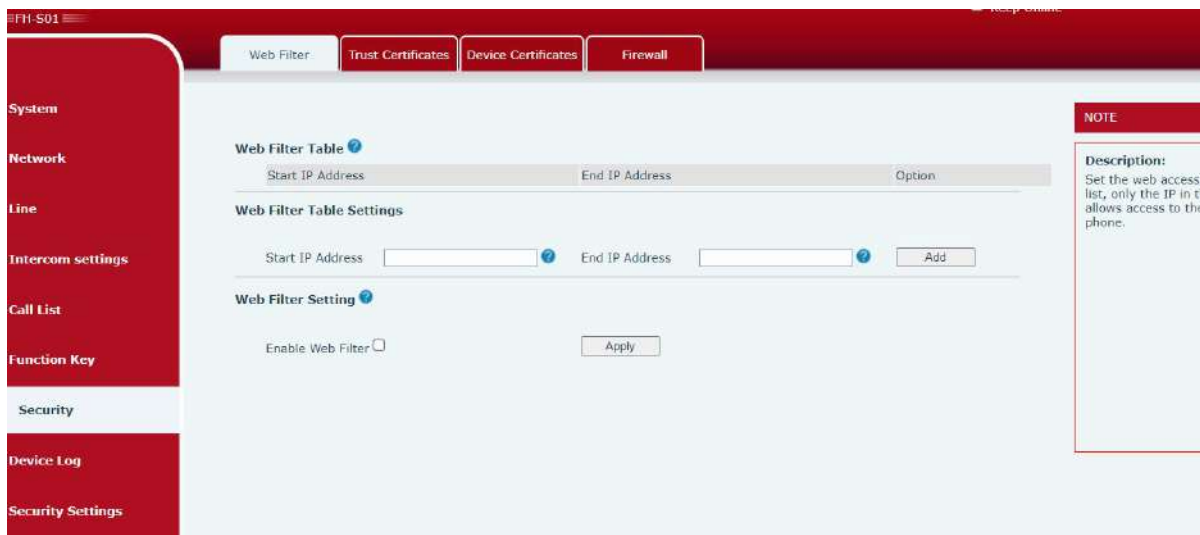 FH-S01
Web Filter
Trust Certificates
Device Certificates
Firewall
System
Network
Line
Intercom settings
Call List
Function Key
Security
Device Log
Security Settings
Web Filter Table
Start IP Address End IP Address Option
Web Filter Table Settings
Start IP Address End IP Address Add
Web Filter Setting
Enable Web Filter Apply
NOTE
Description:
Set the web access
list, only the IP in t
allows access to the
phone.